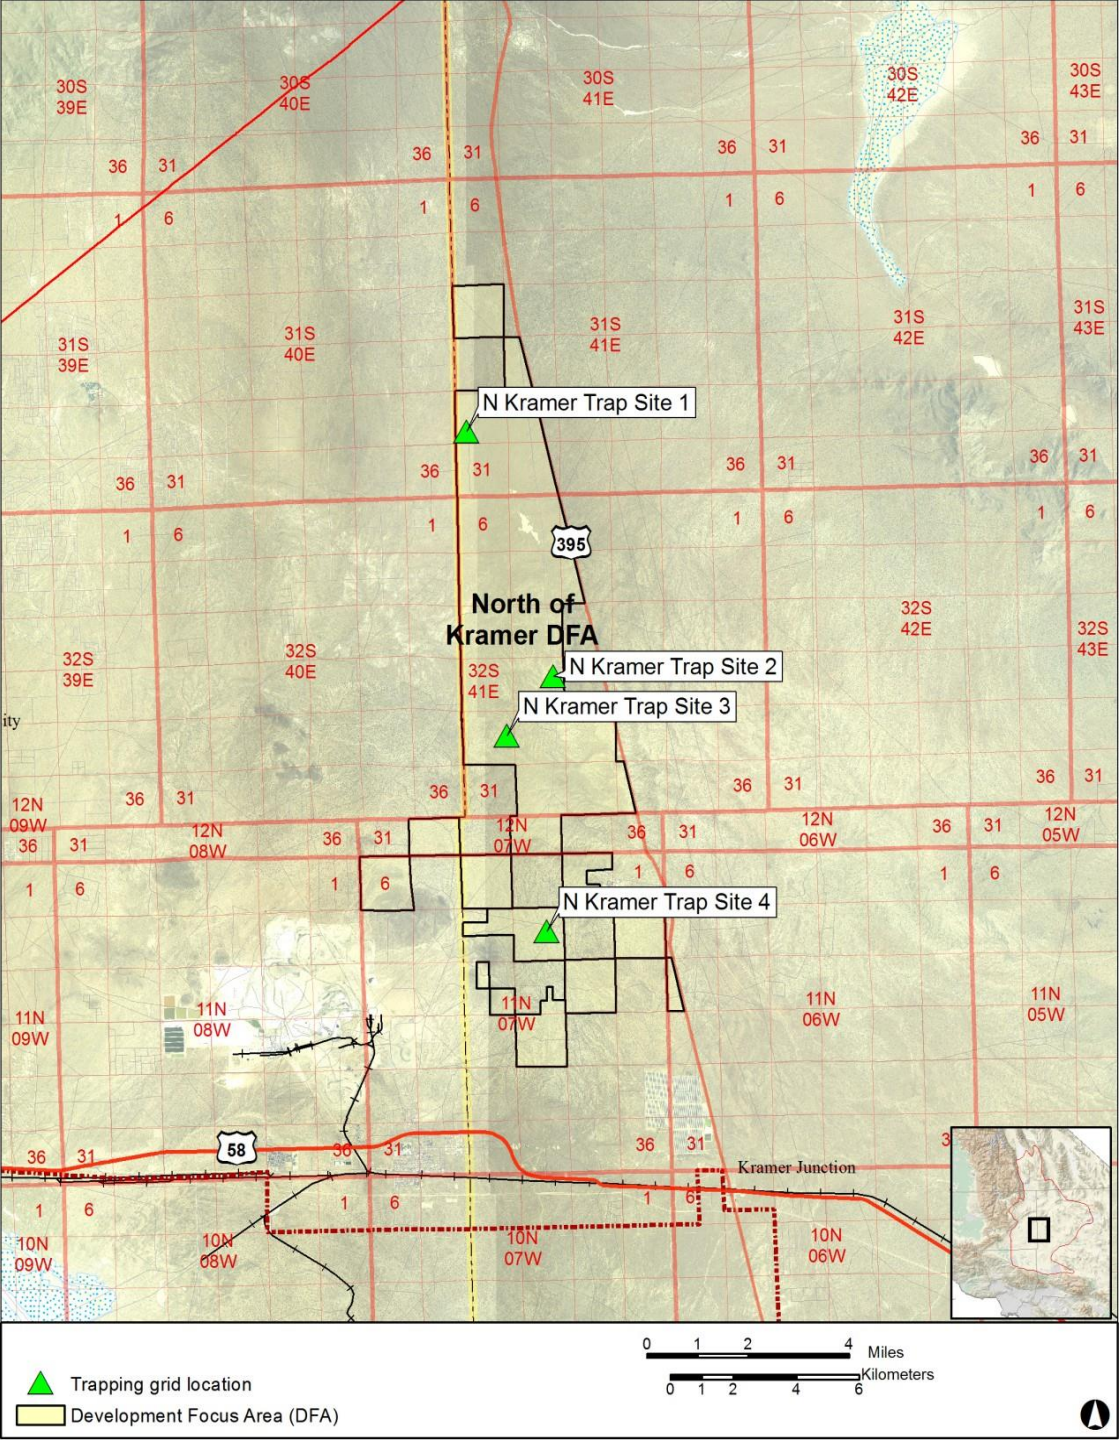 30S
39E
30S
40E
30S
41E
30S
42E
30S
43E
36 31
36 31
36 31
36 31
1 6
1 6
1 6
1 6
31S
39E
31S
40E
31S
41E
31S
42E
31S
43E
N Kramer Trap Site 1
36 31
36 31
36 31
36 31
1 6
1 6
1 6
1 6
395
North of
Kramer DFA
32S
39E
32S
40E
32S
41E
32S
42E
32S
43E
N Kramer Trap Site 2
N Kramer Trap Site 3
ity
36 31
36 31
36 31
36 31
12N
09W
12N
08W
12N
07W
12N
06W
12N
05W
36 31
36 31
36 31
36 31
1 6
1 6
1 6
1 6
N Kramer Trap Site 4
11N
09W
11N
08W
11N
07W
11N
06W
11N
05W
58
36 31
36 31
36 31
3
Kramer Junction
1 6
1 6
1 6
10N
09W
10N
08W
10N
07W
10N
06W
0 1 2 4
Miles
Kilometers
0 1 2 4 6
Trapping grid location
Development Focus Area (DFA)